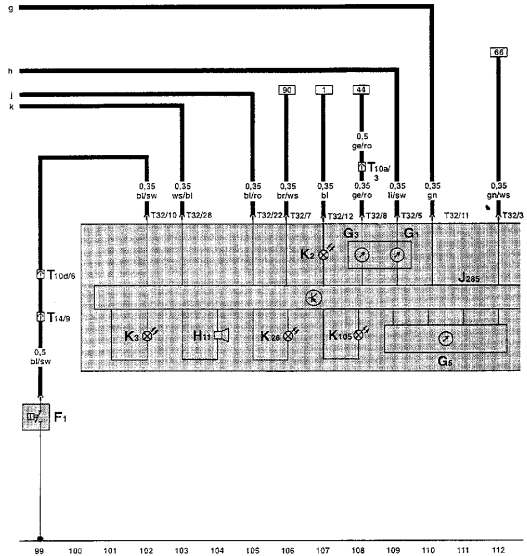 g
66
h
j
k
90
1
44
0,5
ge/ro
T10a/
3
0,35
bl/sw
0,35
ws/bl
0,35
bl/ro
0,35
br/ws
0,35
bl
0,35
ge/ro
0,35
li/sw
0,35
gn
0,35
gn/ws
T32/10
T32/28
T32/22
T32/7
T32/12
T32/8
T32/5
T32/11
T32/3
G3
G1
K2
J285
T10d/6
k
T14/9
K3
H11
K28
K105
G5
0,5
bl/sw
F1
99 100 101 102 103 104 105 106 107 108 109 110 111 112